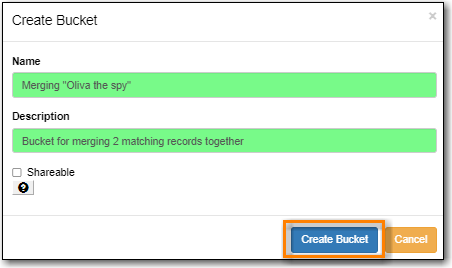 Create Bucket
×
Name
Merging "Oliva the spy"
Description
Bucket for merging 2 matching records together
Shareable
?
Create Bucket Cancel